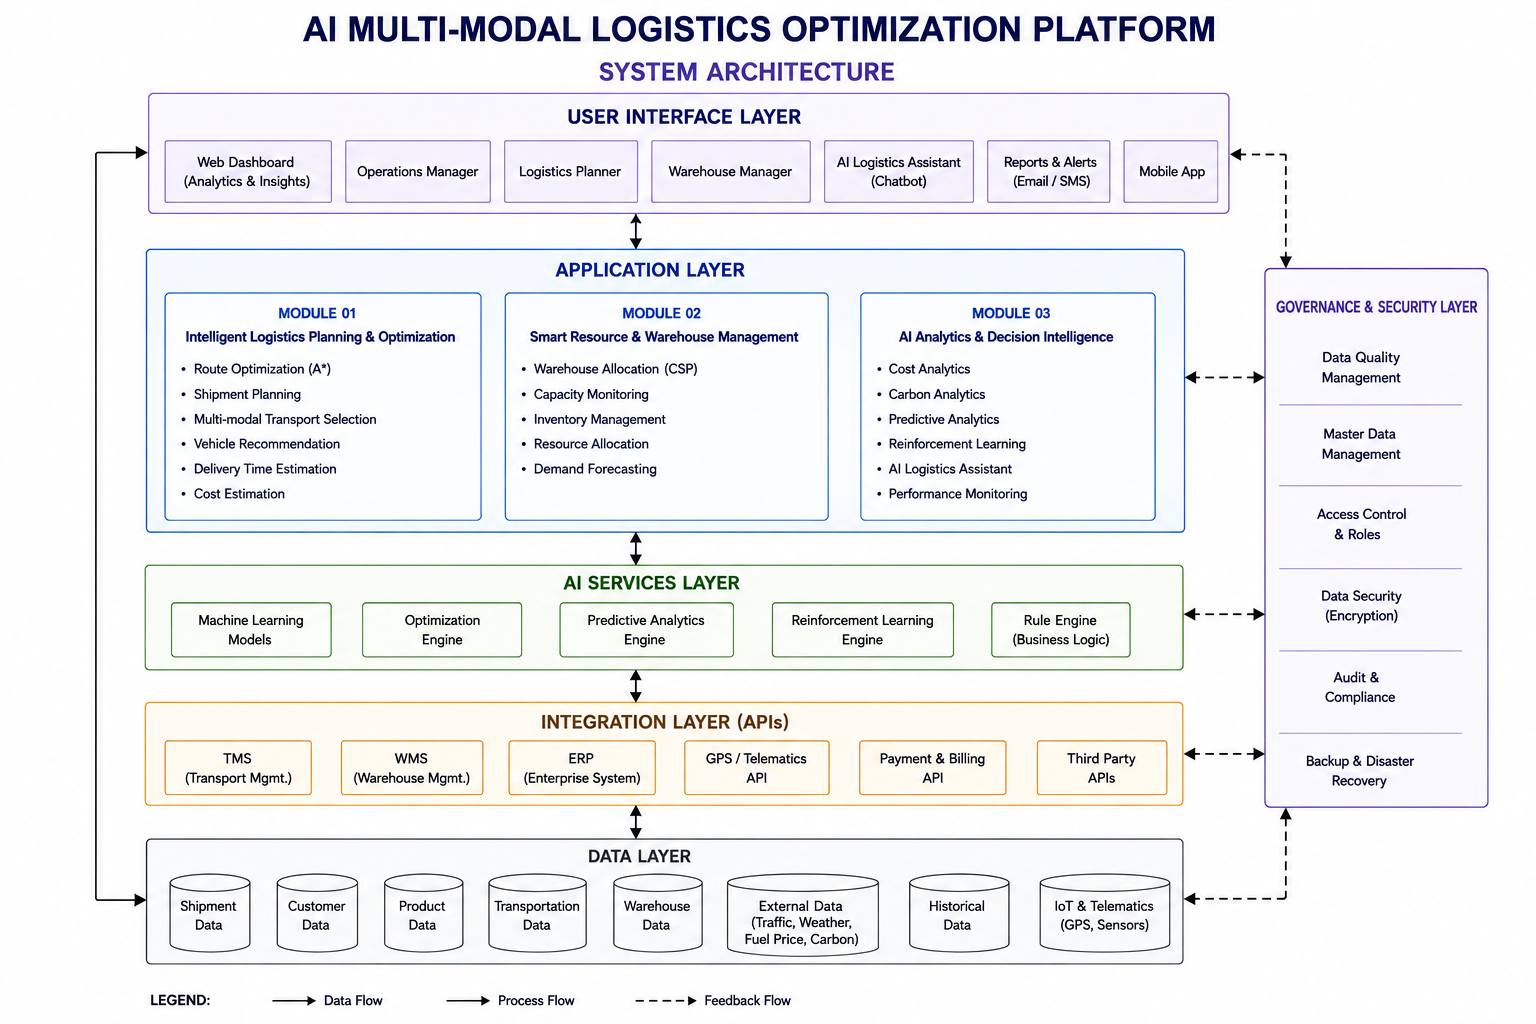 AI MULTI-MODAL LOGISTICS OPTIMIZATION PLATFORM
SYSTEM ARCHITECTURE
USER INTERFACE LAYER
Web Dashboard
(Analytics & Insights)
Operations Manager
Logistics Planner
Warehouse Manager
AI Logistics Assistant
(Chatbot)
Reports & Alerts
(Email / SMS)
Mobile App
APPLICATION LAYER
MODULE 01
Intelligent Logistics Planning & Optimization
• Route Optimization (A*)
• Shipment Planning
• Multi-modal Transport Selection
• Vehicle Recommendation
• Delivery Time Estimation
• Cost Estimation
MODULE 02
Smart Resource & Warehouse Management
• Warehouse Allocation (CSP)
• Capacity Monitoring
• Inventory Management
• Resource Allocation
• Demand Forecasting
MODULE 03
AI Analytics & Decision Intelligence
• Cost Analytics
• Carbon Analytics
• Predictive Analytics
• Reinforcement Learning
• AI Logistics Assistant
• Performance Monitoring
GOVERNANCE & SECURITY LAYER
Data Quality
Management
Master Data
Management
Access Control
& Roles
Data Security
(Encryption)
Audit &
Compliance
Backup & Disaster
Recovery
AI SERVICES LAYER
Machine Learning
Models
Optimization
Engine
Predictive Analytics
Engine
Reinforcement Learning
Engine
Rule Engine
(Business Logic)
INTEGRATION LAYER (APIs)
TMS
(Transport Mgmt.)
WMS
(Warehouse Mgmt.)
ERP
(Enterprise System)
GPS / Telematics
API
Payment & Billing
API
Third Party
APIs
DATA LAYER
Shipment
Data
Customer
Data
Product
Data
Transportation
Data
Warehouse
Data
External Data
(Traffic, Weather,
Fuel Price, Carbon)
Historical
Data
IoT & Telematics
(GPS, Sensors)
LEGEND:
Data Flow
Process Flow
Feedback Flow